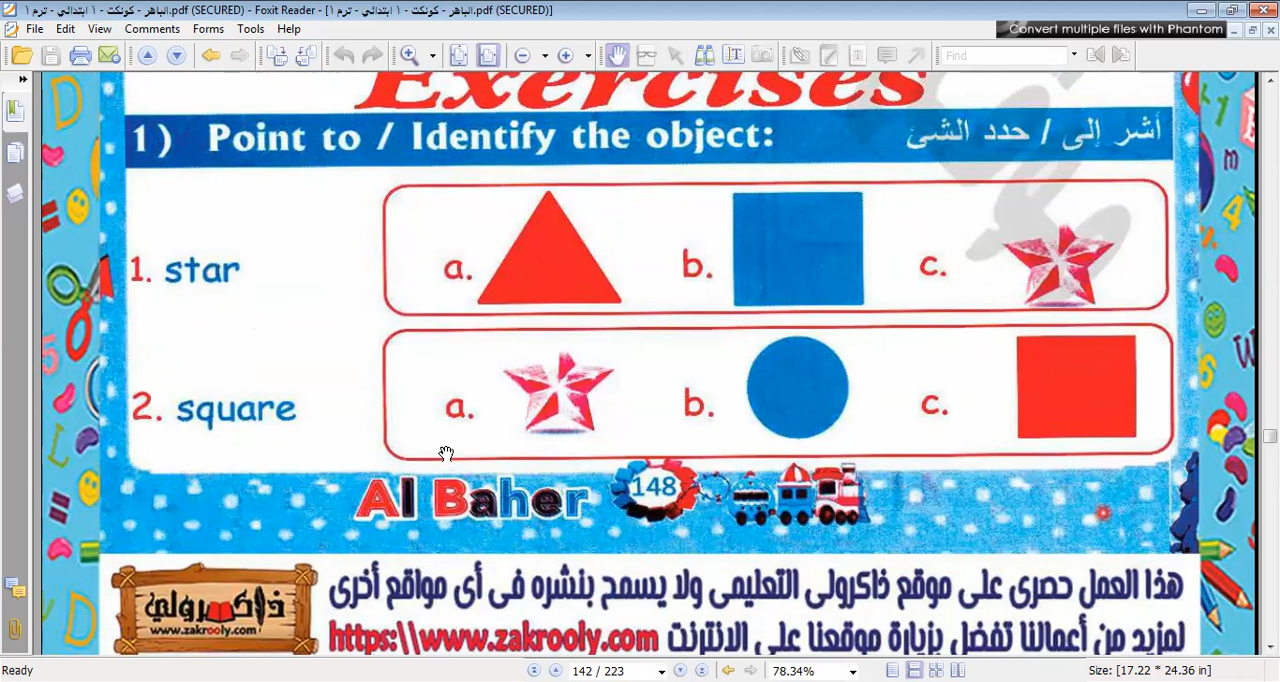 الباهر - كونكت - ١ ابتدائي - ترم ١.pdf (SECURED) - Foxit Reader - [الباهر - كونكت - ١ ابتدائي - ترم ١.pdf (SECURED)]
File Edit View Comments Forms Tools Help
Convert multiple files with Phantom
Find
Exercises
1) Point to / Identify the object: أشر إلى / حدد الشئ
1. star a. b. c.
2. square a. b. c.
Al Baher 148
هذا العمل حصرى على موقع ذاكرولى التعليمى ولا يسمح بنشره فى أى مواقع أخرى
ذاكرولي
www.zakrooly.com
لمزيد من أعمالنا تفضل بزيارة موقعنا على الانترنت https:\\www.zakrooly.com
Ready 142 / 223 78.34% Size: [17.22 * 24.36 in]